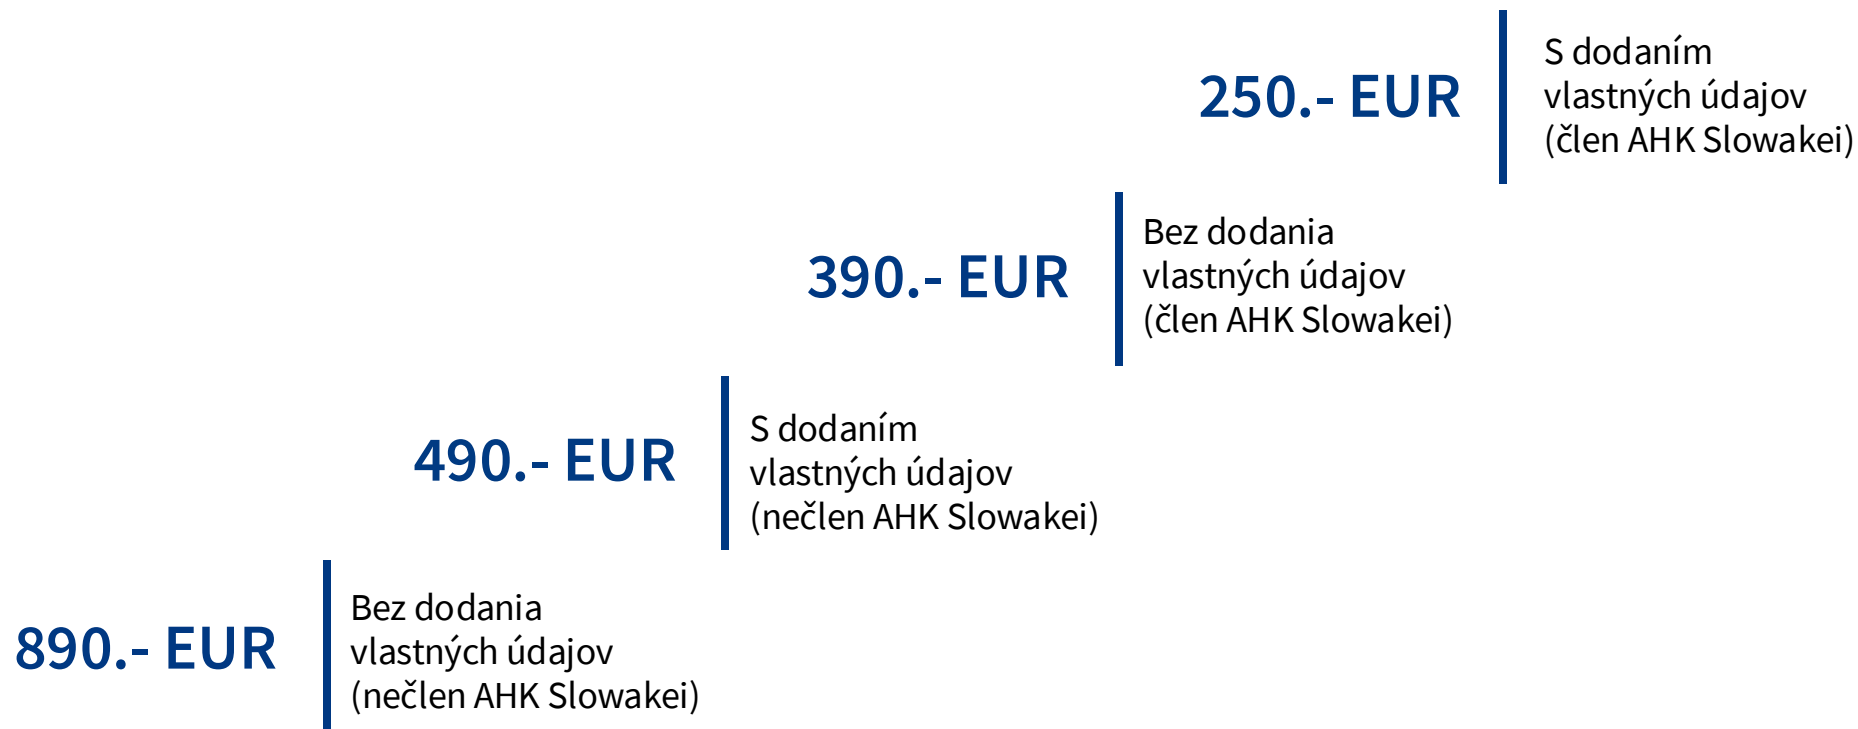 250.- EUR
S dodaním
vlastných údajov
(člen AHK Slowakei)
390.- EUR
Bez dodania
vlastných údajov
(člen AHK Slowakei)
490.- EUR
S dodaním
vlastných údajov
(nečlen AHK Slowakei)
890.- EUR
Bez dodania
vlastných údajov
(nečlen AHK Slowakei)